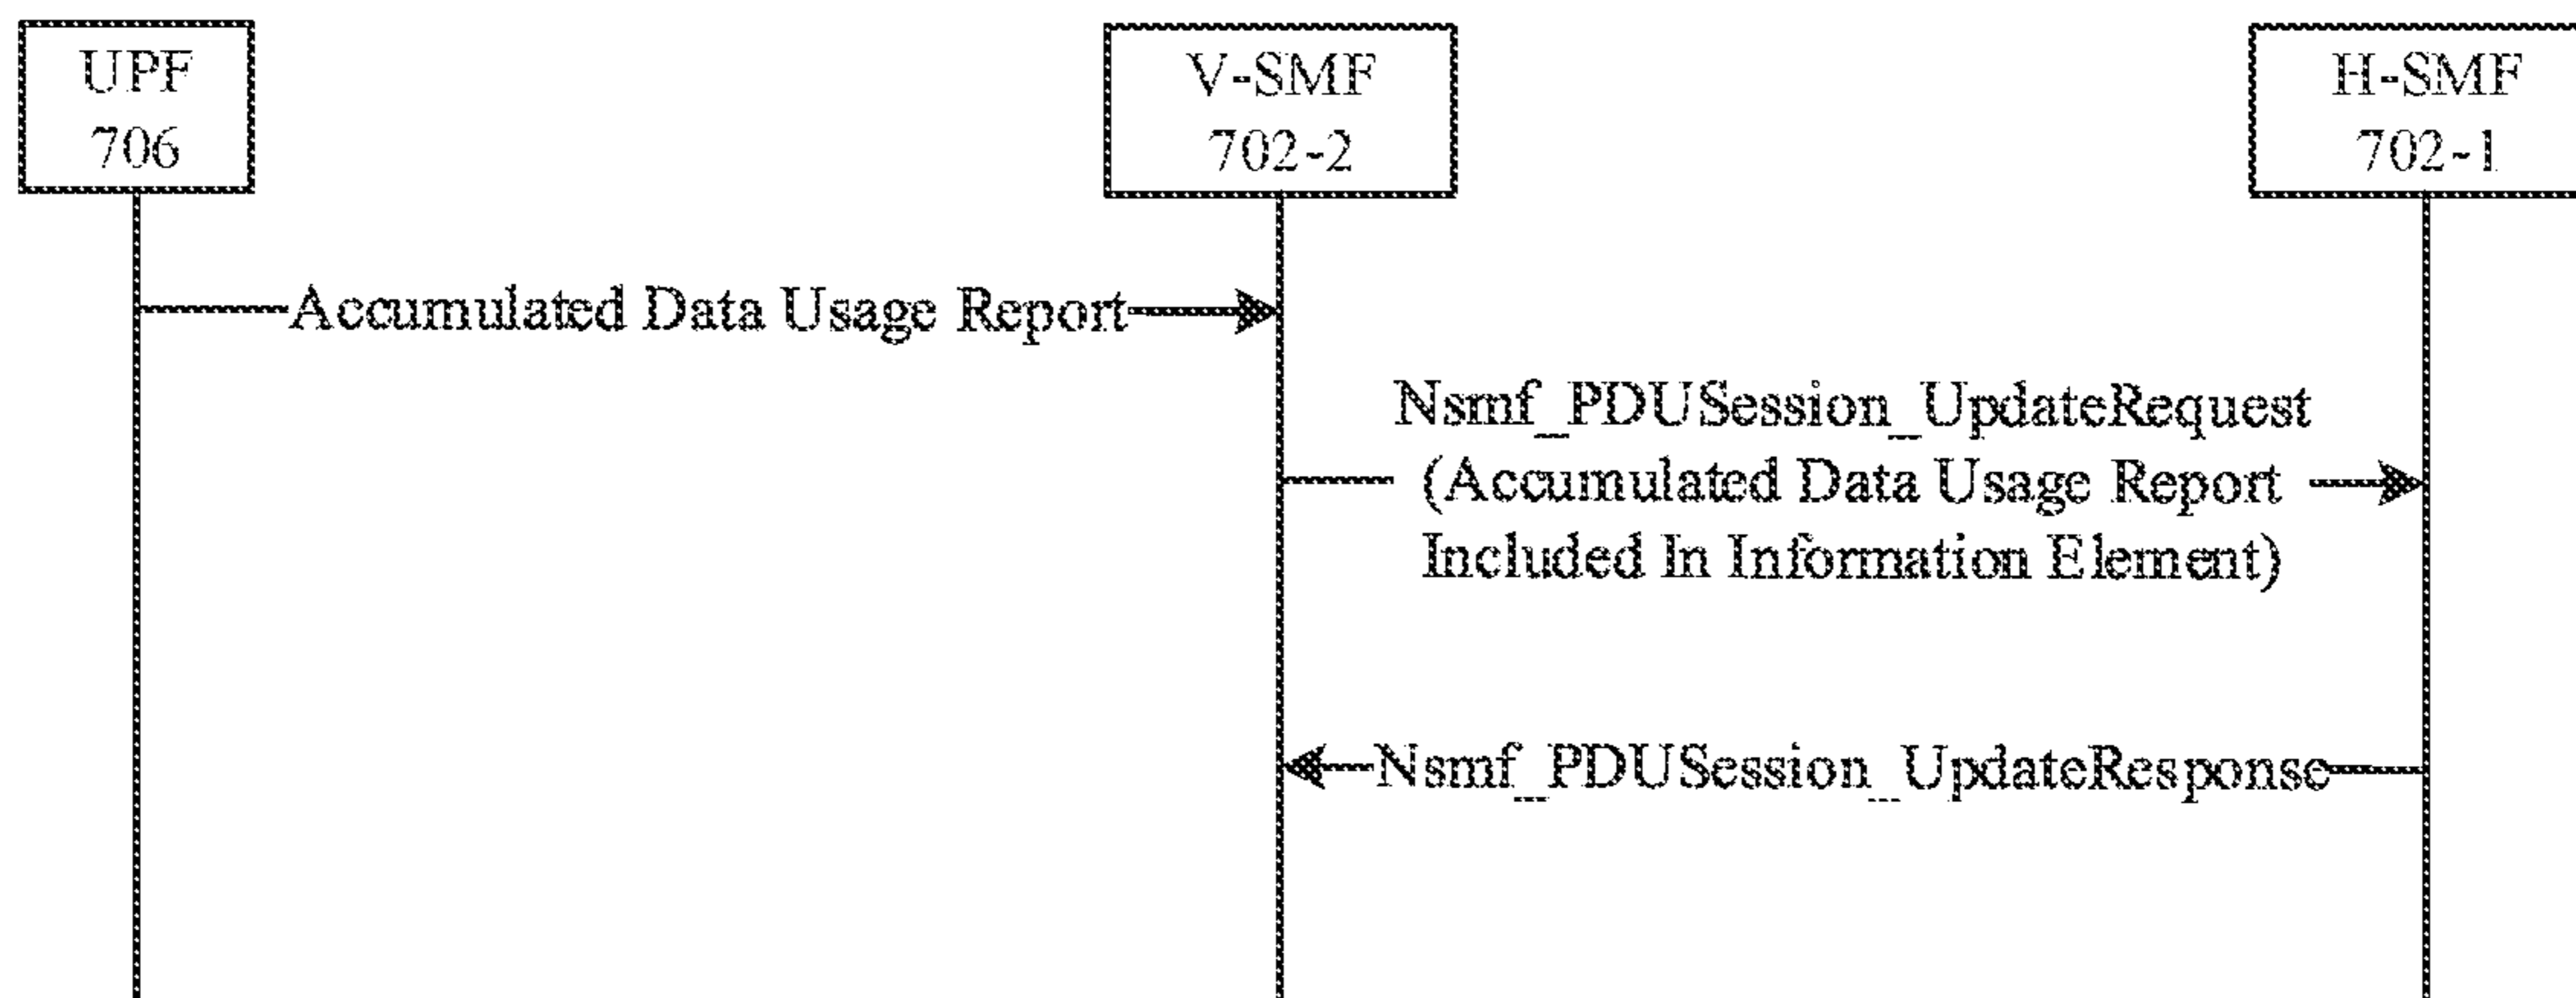 UPF
706
V-SMF
702-2
H-SMF
702-1
Accumulated Data Usage Report
Nsmf_PDUSession_UpdateRequest
(Accumulated Data Usage Report
Included In Information Element)
Nsmf_PDUSession_UpdateResponse